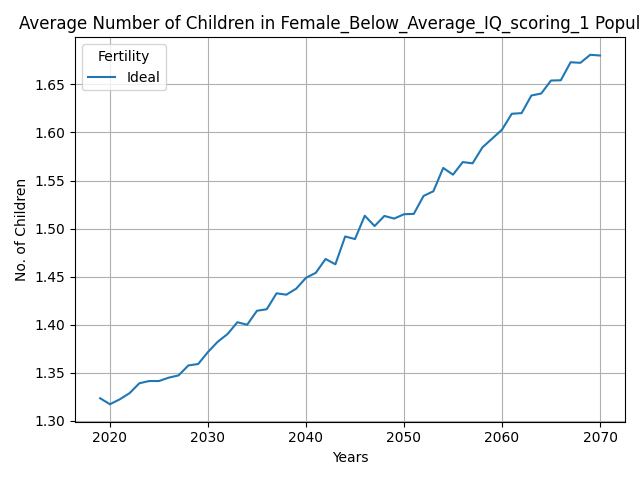 Average Number of Children in Female_Below_Average_IQ_scoring_1 Popul
Fertility
Ideal
No. of Children
1.65
1.60
1.55
1.50
1.45
1.40
1.35
1.30
2020 2030 2040 2050 2060 2070
Years